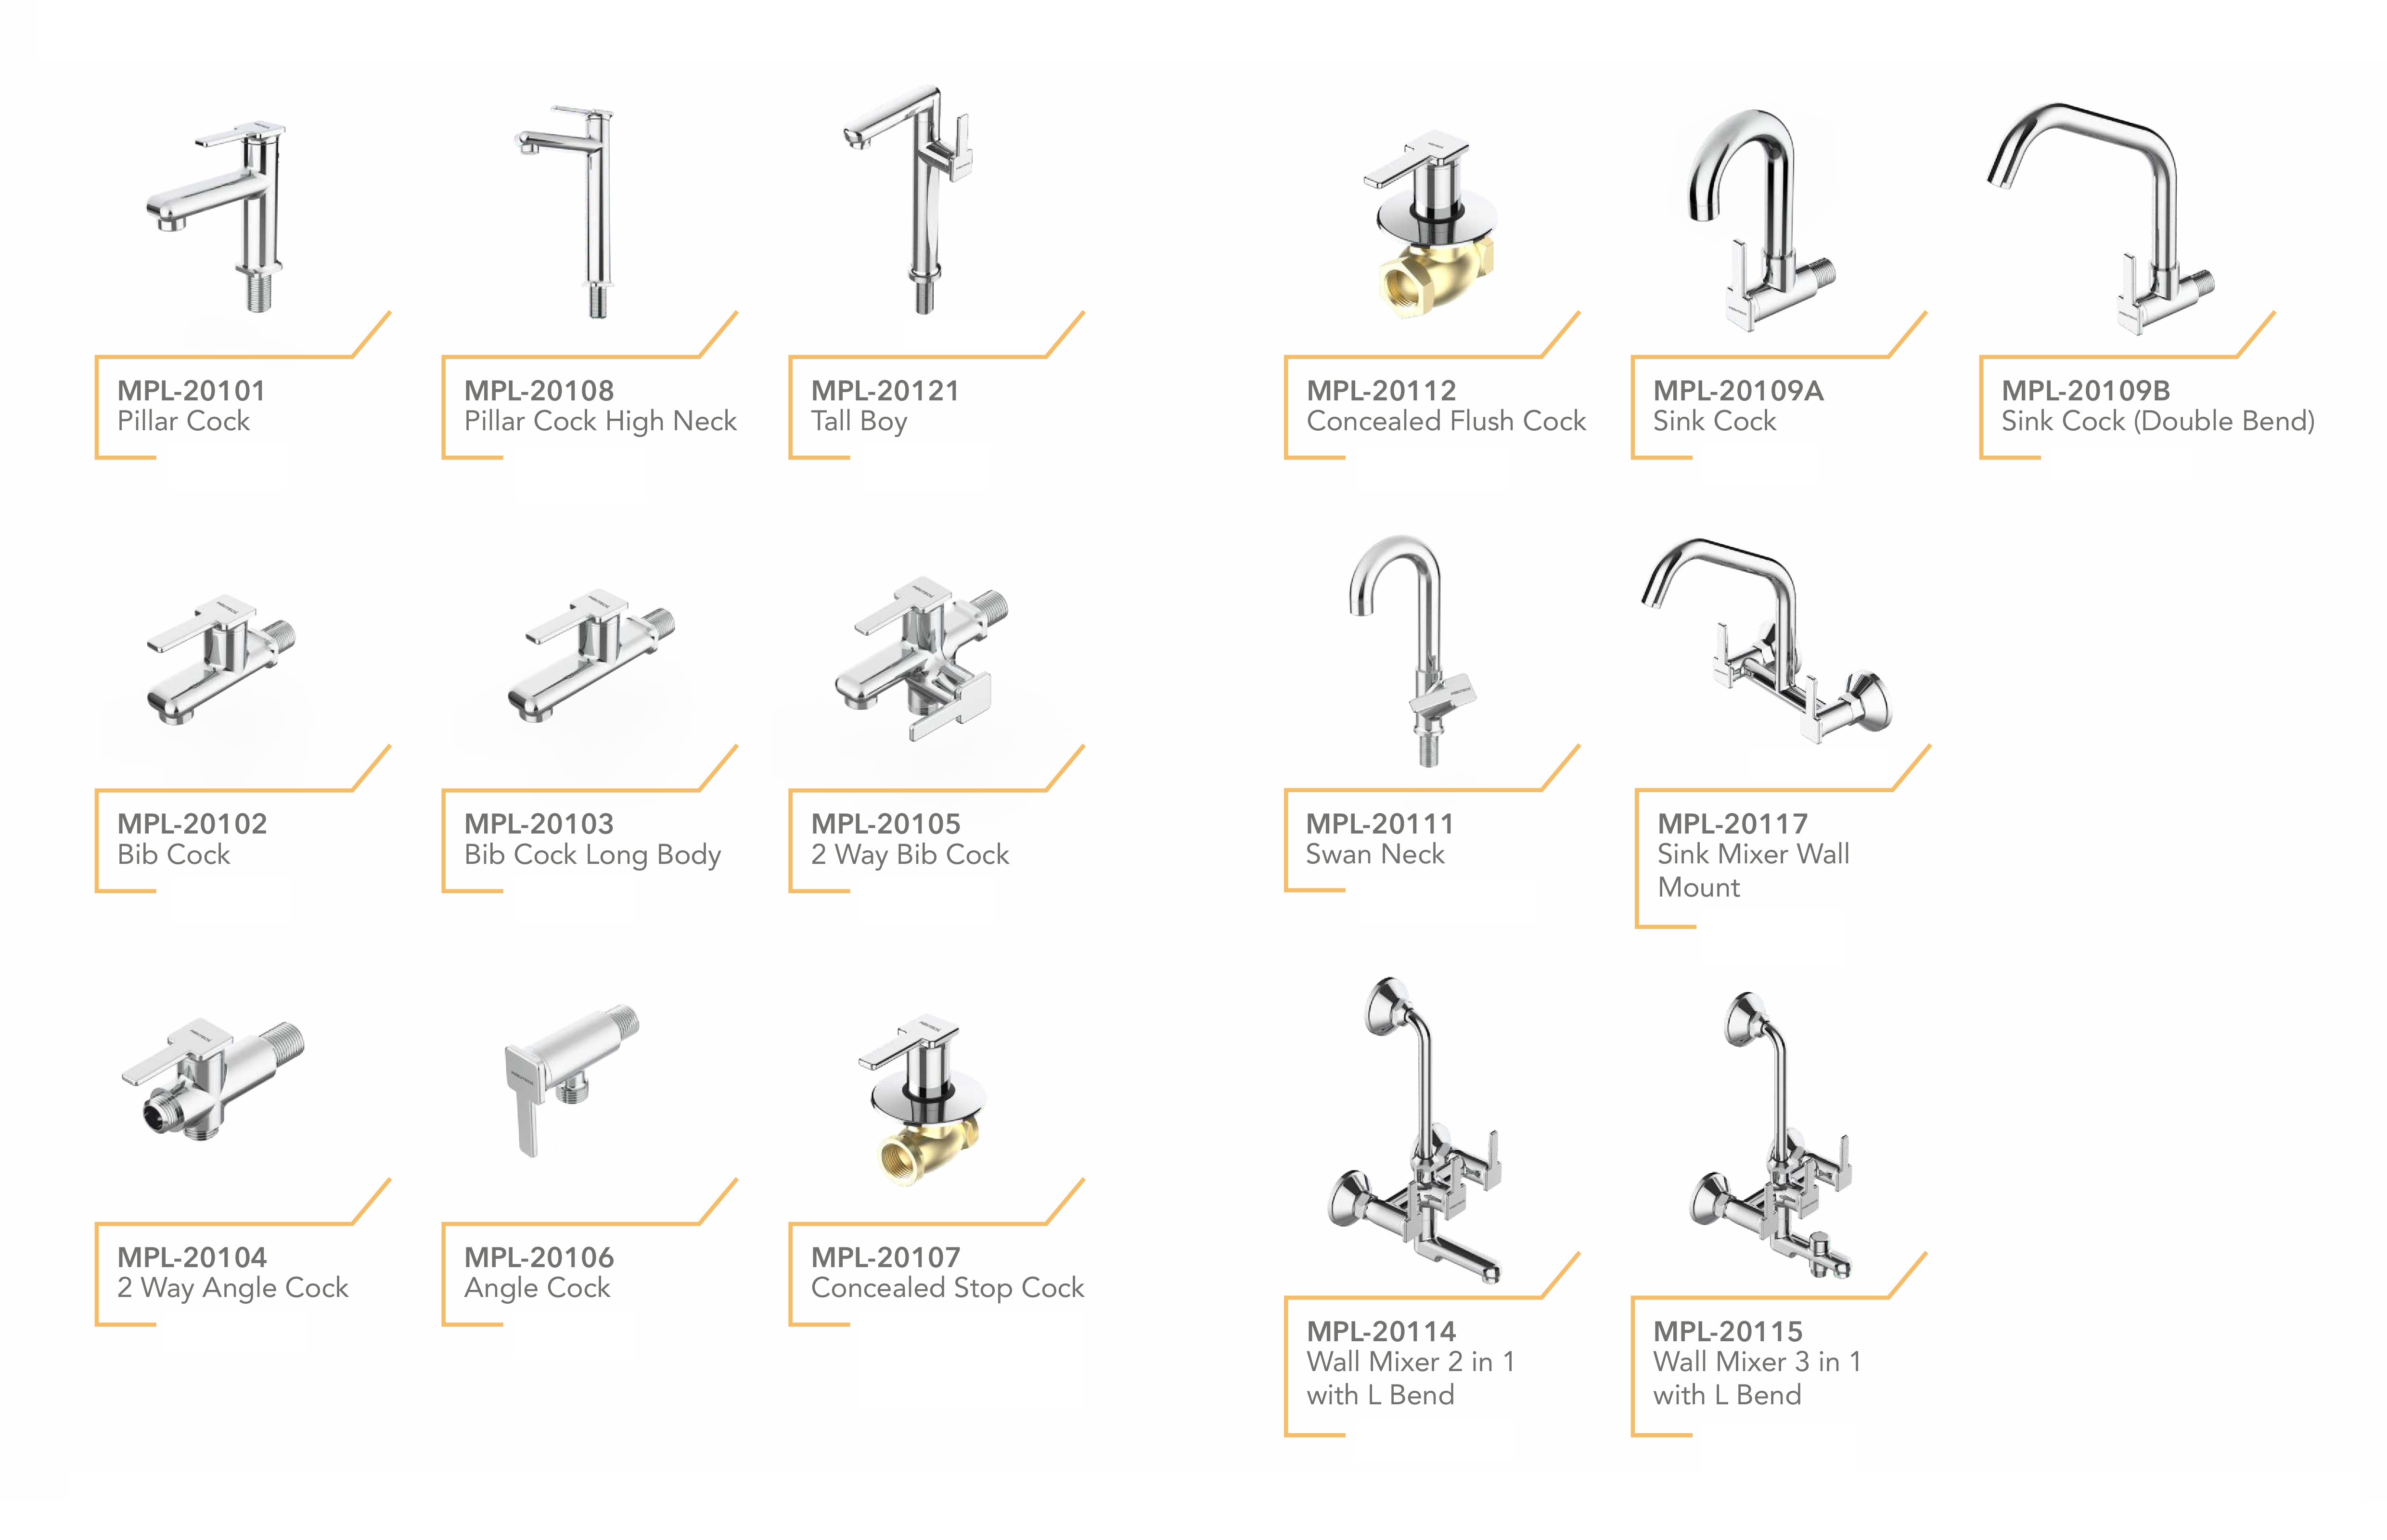 MPL-20101
Pillar Cock
MPL-20108
Pillar Cock High Neck
MPL-20121
Tall Boy
MPL-20112
Concealed Flush Cock
MPL-20109A
Sink Cock
MPL-20109B
Sink Cock (Double Bend)
MPL-20102
Bib Cock
MPL-20103
Bib Cock Long Body
MPL-20105
2 Way Bib Cock
MPL-20111
Swan Neck
MPL-20117
Sink Mixer Wall
Mount
MPL-20104
2 Way Angle Cock
MPL-20106
Angle Cock
MPL-20107
Concealed Stop Cock
MPL-20114
Wall Mixer 2 in 1
with L Bend
MPL-20115
Wall Mixer 3 in 1
with L Bend